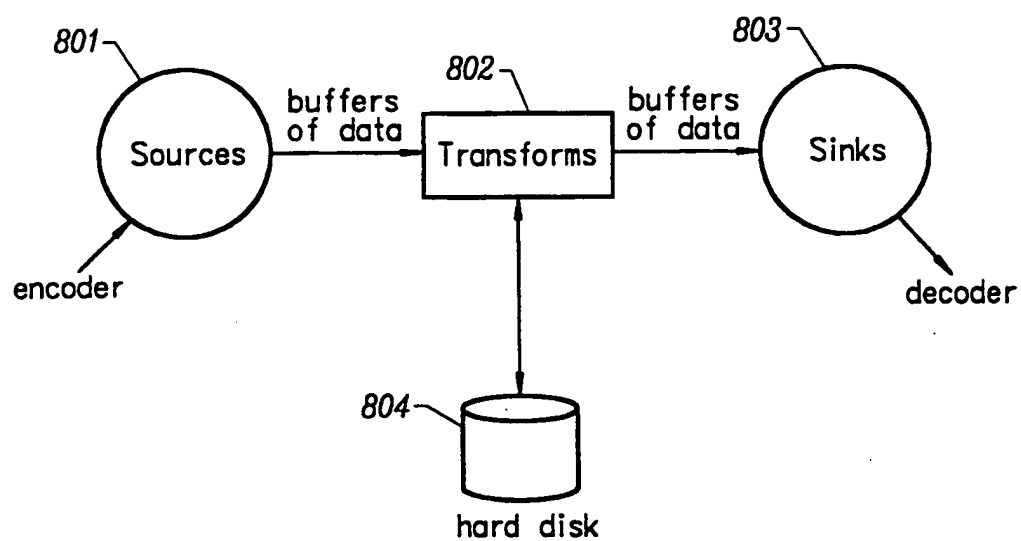 801
802
803
buffers
of data
buffers
of data
Sources
Transforms
Sinks
encoder
decoder
804
hard disk